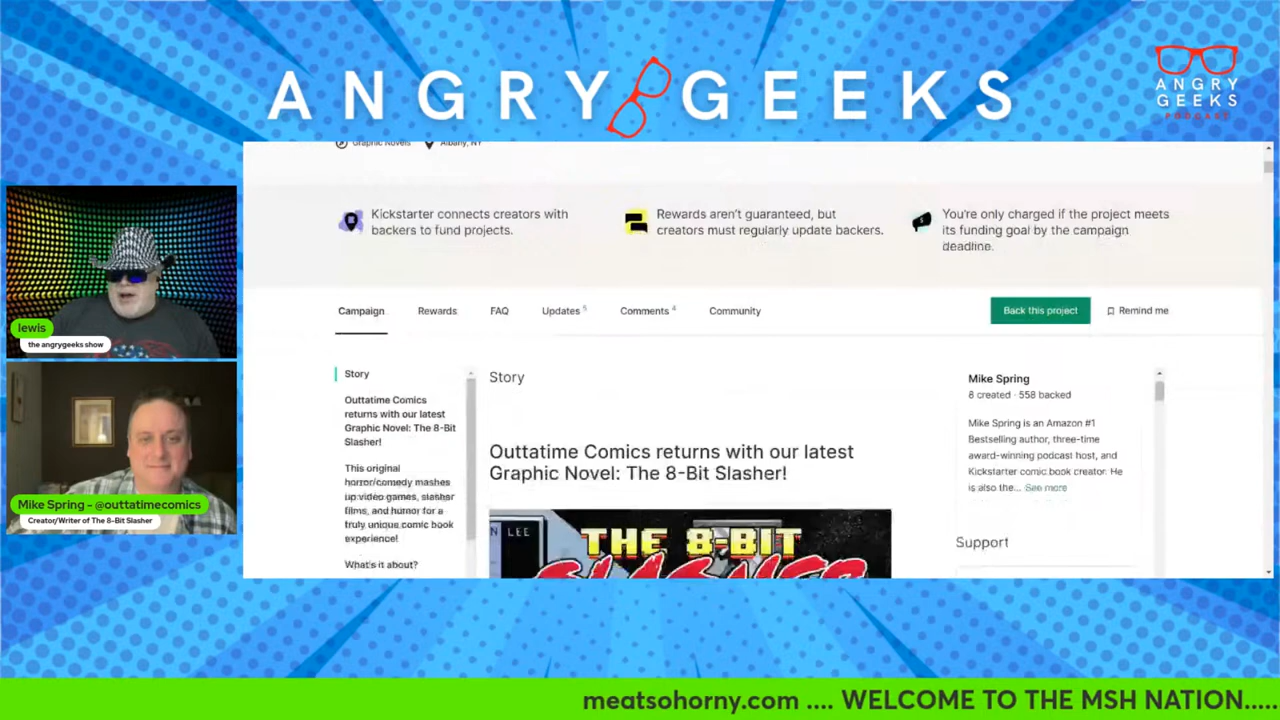 ANGRY GEEKS
ANGRY
GEEKS
PODCAST
Graphic Novels Albany, NY
Kickstarter connects creators with
backers to fund projects.
Rewards aren't guaranteed, but
creators must regularly update backers.
You're only charged if the project meets
its funding goal by the campaign
deadline.
Campaign Rewards FAQ Updates 5 Comments 4 Community Back this project Remind me
Story
Outtatime Comics
returns with our latest
Graphic Novel: The 8-Bit
Slasher!
This original
horror/comedy mashes
up video games, slasher
films, and humor for a
truly unique comic book
experience!
What's it about?
Story
Outtatime Comics returns with our latest
Graphic Novel: The 8-Bit Slasher!
N LEE
THE 8-BIT
SLASHER
Mike Spring
8 created · 558 backed
Mike Spring is an Amazon #1
Bestselling author, three-time
award-winning podcast host, and
Kickstarter comic book creator. He
is also the... See more
Support
lewis
the angrygeeks show
Mike Spring - @outtatimecomics
Creator/Writer of The 8-Bit Slasher
meatsohorny.com .... WELCOME TO THE MSH NATION.....